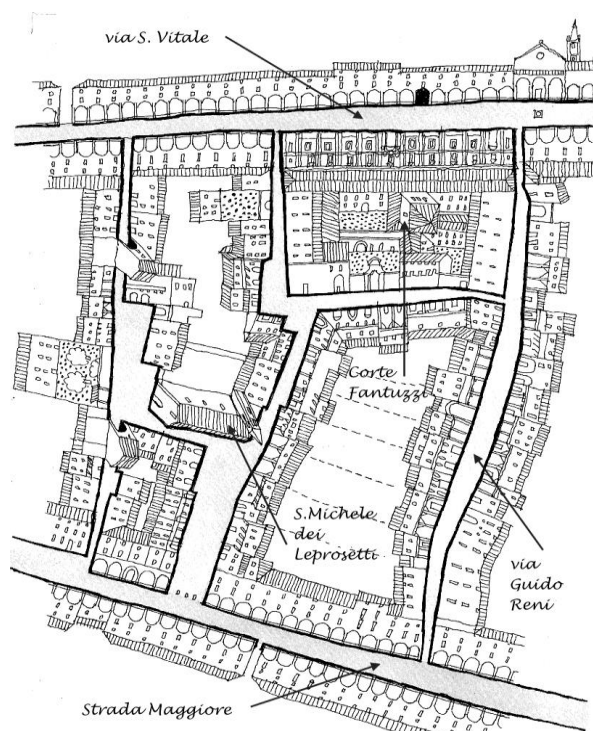 via S. Vitale
Corte
Fantuzzi
S.Michele
dei
Leprosetti
via
Guido
Reni
Strada Maggiore